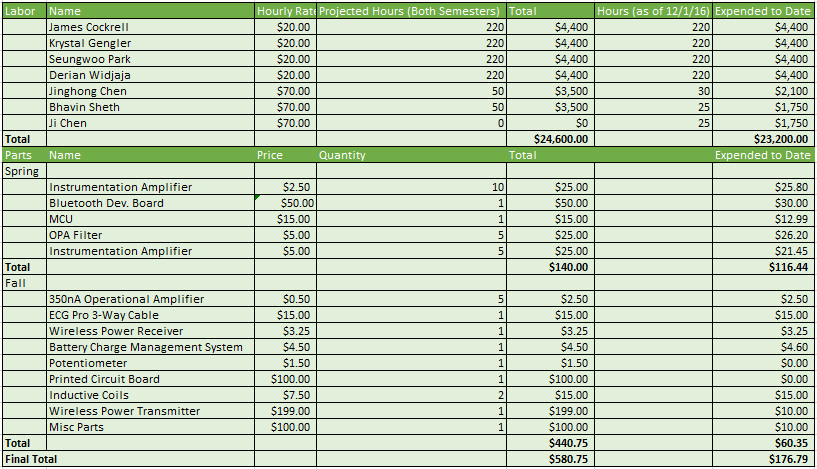 Labor Name Hourly Rate Projected Hours (Both Semesters) Total Hours (as of 12/1/16) Expended to Date
James Cockrell $20.00 220 $4,400 220 $4,400
Krystal Gengler $20.00 220 $4,400 220 $4,400
Seungwoo Park $20.00 220 $4,400 220 $4,400
Derian Widjaja $20.00 220 $4,400 220 $4,400
Jinghong Chen $70.00 50 $3,500 30 $2,100
Bhavin Sheth $70.00 50 $3,500 25 $1,750
Ji Chen $70.00 0 $0 25 $1,750
Total $24,600.00 $23,200.00
Parts Name Price Quantity Total Expended to Date
Spring
Instrumentation Amplifier $2.50 10 $25.00 $25.80
Bluetooth Dev. Board $50.00 1 $50.00 $30.00
MCU $15.00 1 $15.00 $12.99
OPA Filter $5.00 5 $25.00 $26.20
Instrumentation Amplifier $5.00 5 $25.00 $21.45
Total $140.00 $116.44
Fall
350nA Operational Amplifier $0.50 5 $2.50 $2.50
ECG Pro 3-Way Cable $15.00 1 $15.00 $15.00
Wireless Power Receiver $3.25 1 $3.25 $3.25
Battery Charge Management System $4.50 1 $4.50 $4.60
Potentiometer $1.50 1 $1.50 $0.00
Printed Circuit Board $100.00 1 $100.00 $0.00
Inductive Coils $7.50 2 $15.00 $15.00
Wireless Power Transmitter $199.00 1 $199.00 $10.00
Misc Parts $100.00 1 $100.00 $10.00
Total $440.75 $60.35
Final Total $580.75 $176.79